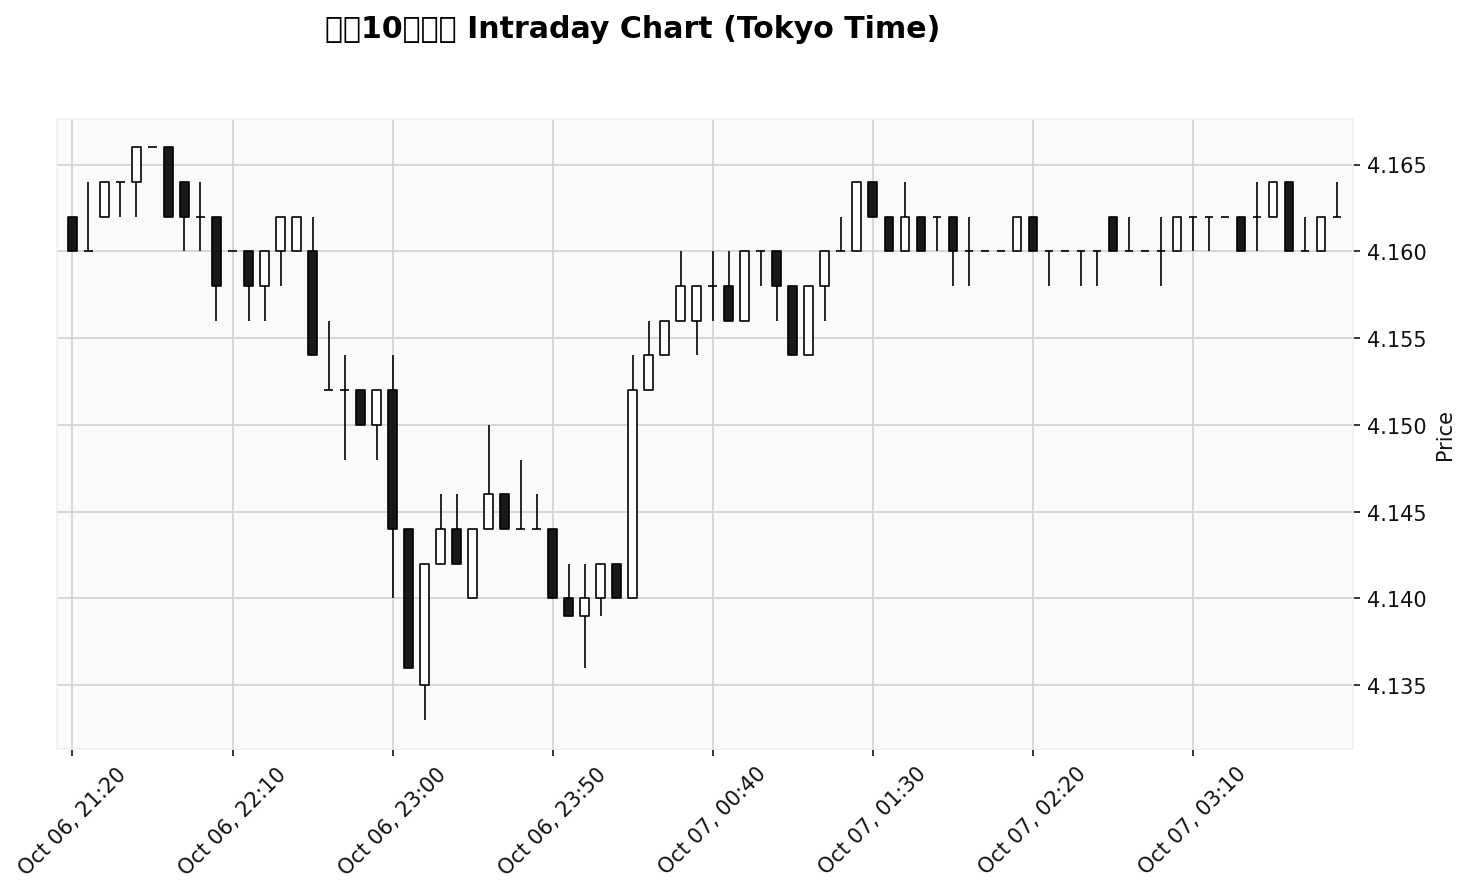 10 Intraday Chart (Tokyo Time)
4.165
4.160
4.155
4.150
4.145
4.140
4.135
Price
Oct 06, 21:20
Oct 06, 22:10
Oct 06, 23:00
Oct 06, 23:50
Oct 07, 00:40
Oct 07, 01:30
Oct 07, 02:20
Oct 07, 03:10